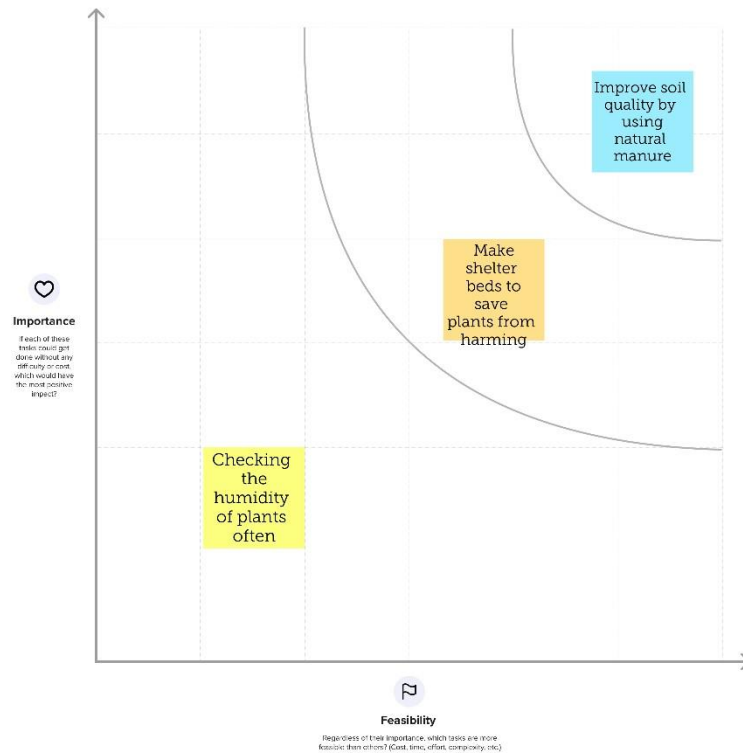 Improve soil
quality by
using
natural
manure
Make
shelter
beds to
save
plants from
harming
Importance
If each of these
tasks could get
done without any
difficulty or cost,
which would have
the most positive
impact?
Checking
the
humidity
of plants
often
Feasibility
Regardless of their importance, which tasks are more
feasible than others? (Cost, time, effort, complexity, etc.)